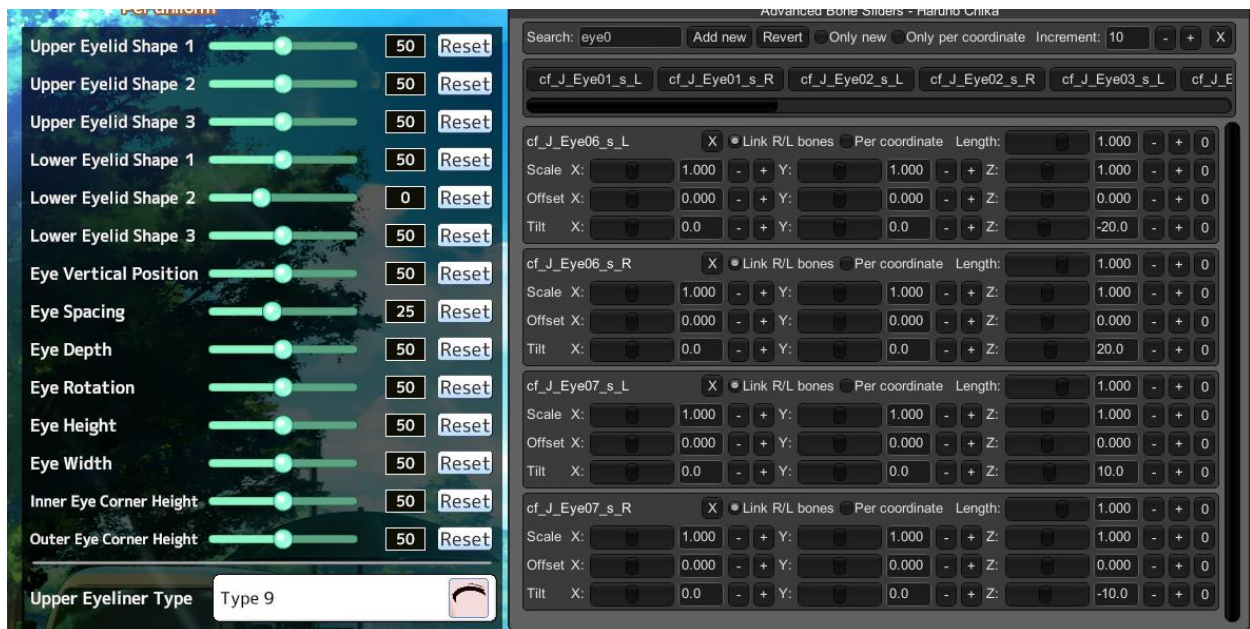 Per uniform
Upper Eyelid Shape 1 50 Reset
Upper Eyelid Shape 2 50 Reset
Upper Eyelid Shape 3 50 Reset
Lower Eyelid Shape 1 50 Reset
Lower Eyelid Shape 2 0 Reset
Lower Eyelid Shape 3 50 Reset
Eye Vertical Position 50 Reset
Eye Spacing 25 Reset
Eye Depth 50 Reset
Eye Rotation 50 Reset
Eye Height 50 Reset
Eye Width 50 Reset
Inner Eye Corner Height 50 Reset
Outer Eye Corner Height 50 Reset
Upper Eyeliner Type Type 9
Advanced Bone Sliders - Haruno Chika
Search: eye0 Add new Revert Only new Only per coordinate Increment: 10 - + X
cf_J_Eye01_s_L cf_J_Eye01_s_R cf_J_Eye02_s_L cf_J_Eye02_s_R cf_J_Eye03_s_L cf_J_E
cf_J_Eye06_s_L X Link R/L bones Per coordinate Length: 1.000 - + 0
Scale X: 1.000 - + Y: 1.000 - + Z: 1.000 - + 0
Offset X: 0.000 - + Y: 0.000 - + Z: 0.000 - + 0
Tilt X: 0.0 - + Y: 0.0 - + Z: -20.0 - + 0
cf_J_Eye06_s_R X Link R/L bones Per coordinate Length: 1.000 - + 0
Scale X: 1.000 - + Y: 1.000 - + Z: 1.000 - + 0
Offset X: 0.000 - + Y: 0.000 - + Z: 0.000 - + 0
Tilt X: 0.0 - + Y: 0.0 - + Z: 20.0 - + 0
cf_J_Eye07_s_L X Link R/L bones Per coordinate Length: 1.000 - + 0
Scale X: 1.000 - + Y: 1.000 - + Z: 1.000 - + 0
Offset X: 0.000 - + Y: 0.000 - + Z: 0.000 - + 0
Tilt X: 0.0 - + Y: 0.0 - + Z: 10.0 - + 0
cf_J_Eye07_s_R X Link R/L bones Per coordinate Length: 1.000 - + 0
Scale X: 1.000 - + Y: 1.000 - + Z: 1.000 - + 0
Offset X: 0.000 - + Y: 0.000 - + Z: 0.000 - + 0
Tilt X: 0.0 - + Y: 0.0 - + Z: -10.0 - + 0